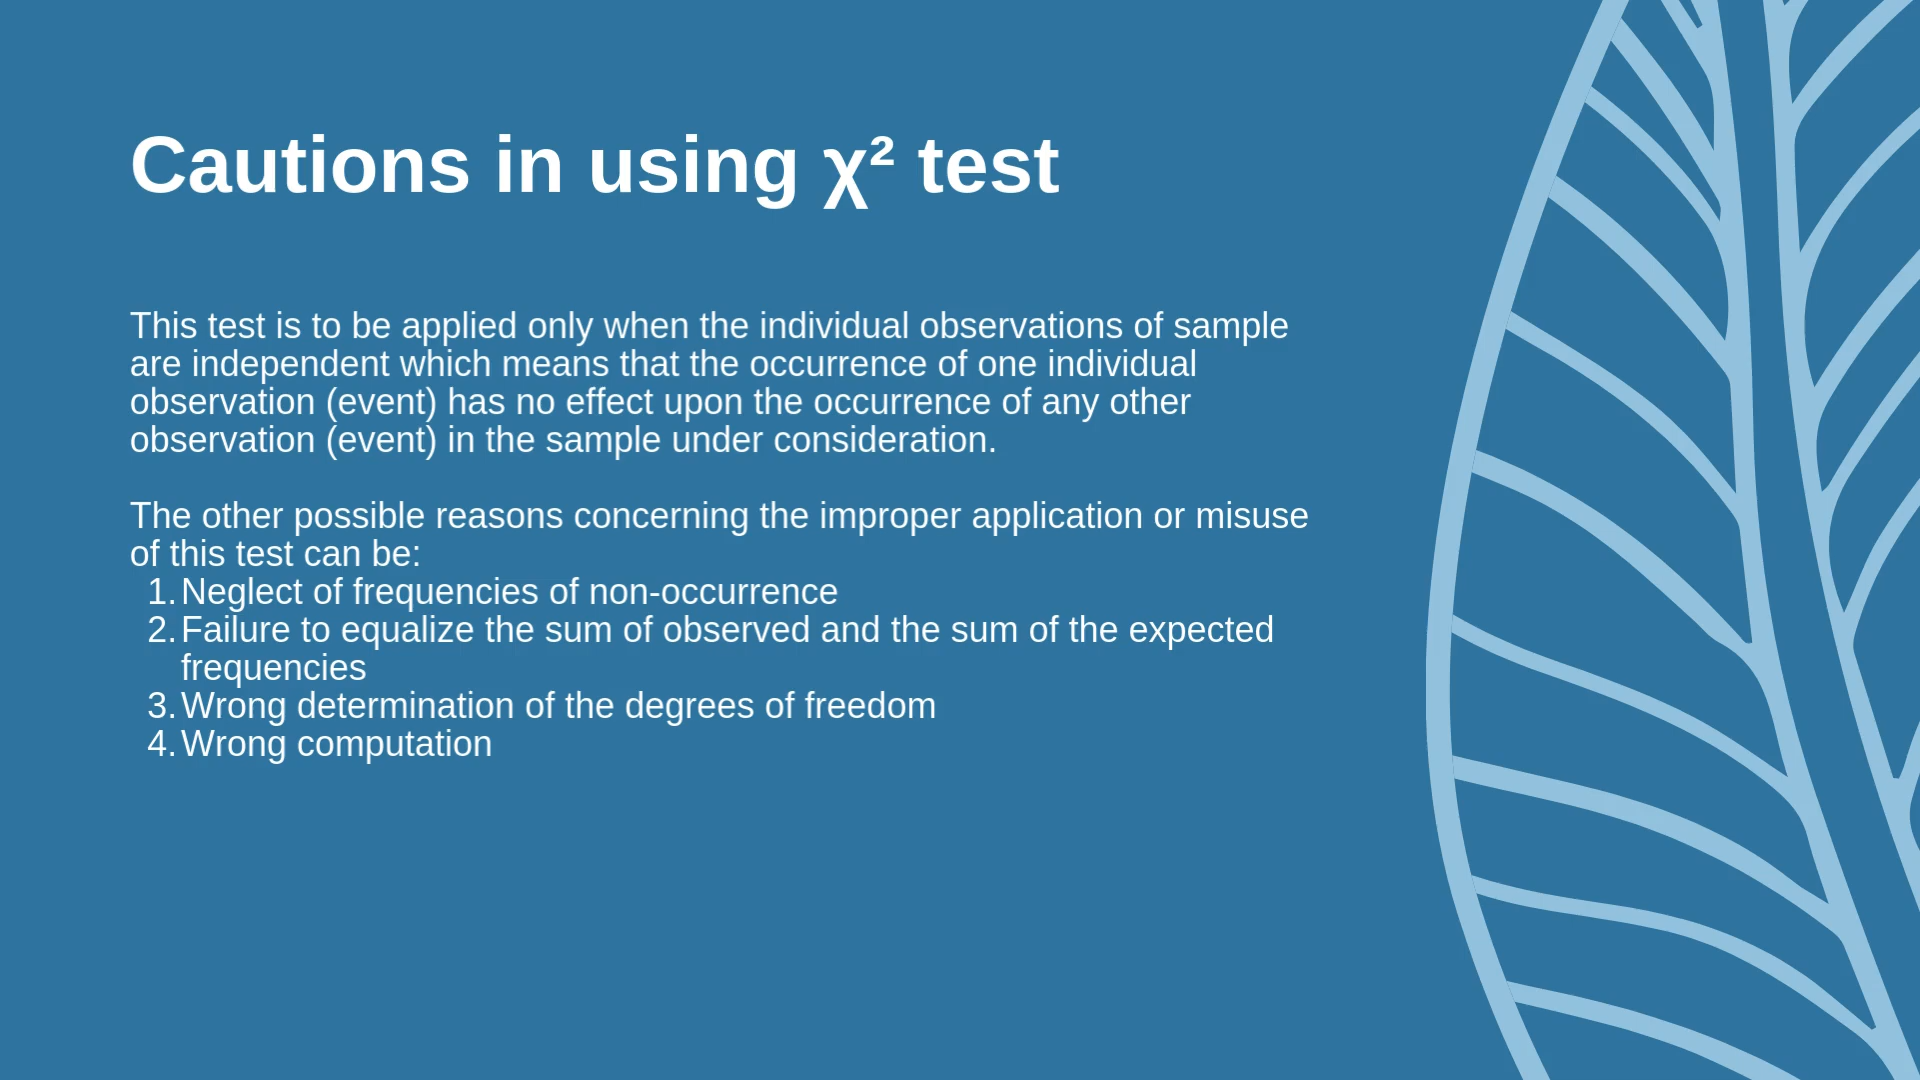 Cautions in using χ² test
This test is to be applied only when the individual observations of sample
are independent which means that the occurrence of one individual
observation (event) has no effect upon the occurrence of any other
observation (event) in the sample under consideration.
The other possible reasons concerning the improper application or misuse
of this test can be:
1. Neglect of frequencies of non-occurrence
2. Failure to equalize the sum of observed and the sum of the expected
frequencies
3. Wrong determination of the degrees of freedom
4. Wrong computation